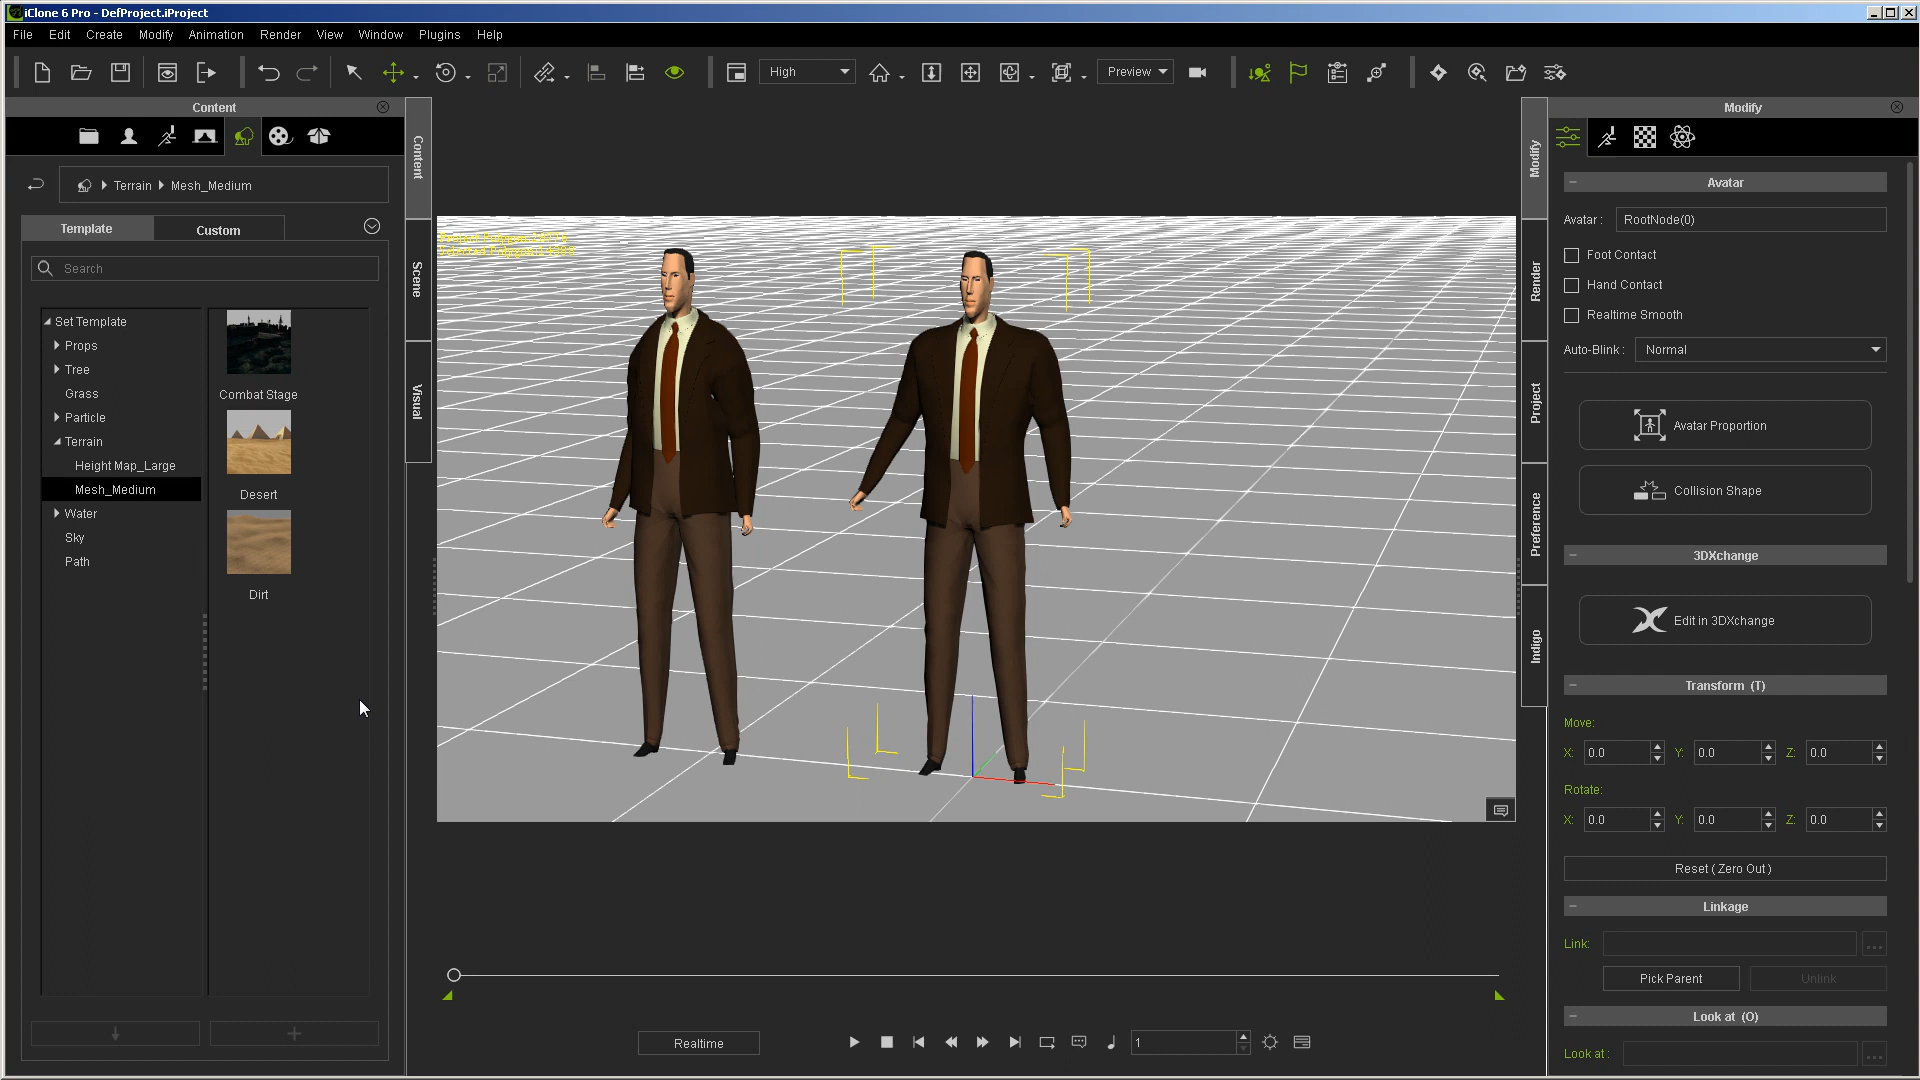 iClone 6 Pro - DefProject.iProject
File Edit Create Modify Animation Render View Window Plugins Help
High
Preview
Content
Terrain Mesh_Medium
Template
Custom
Search
Set Template
Props
Tree
Grass
Particle
Terrain
Height Map_Large
Mesh_Medium
Water
Sky
Path
Combat Stage
Desert
Dirt
Content
Scene
Visual
Realtime
1
Modify
Render
Project
Preference
Indigo
Modify
Avatar
Avatar : RootNode(0)
Foot Contact
Hand Contact
Realtime Smooth
Auto-Blink : Normal
Avatar Proportion
Collision Shape
3DXchange
Edit in 3DXchange
Transform (T)
Move:
X: 0.0 Y: 0.0 Z: 0.0
Rotate:
X: 0.0 Y: 0.0 Z: 0.0
Reset ( Zero Out )
Linkage
Link: ...
Pick Parent Unlink
Look at (O)
Look at : ...